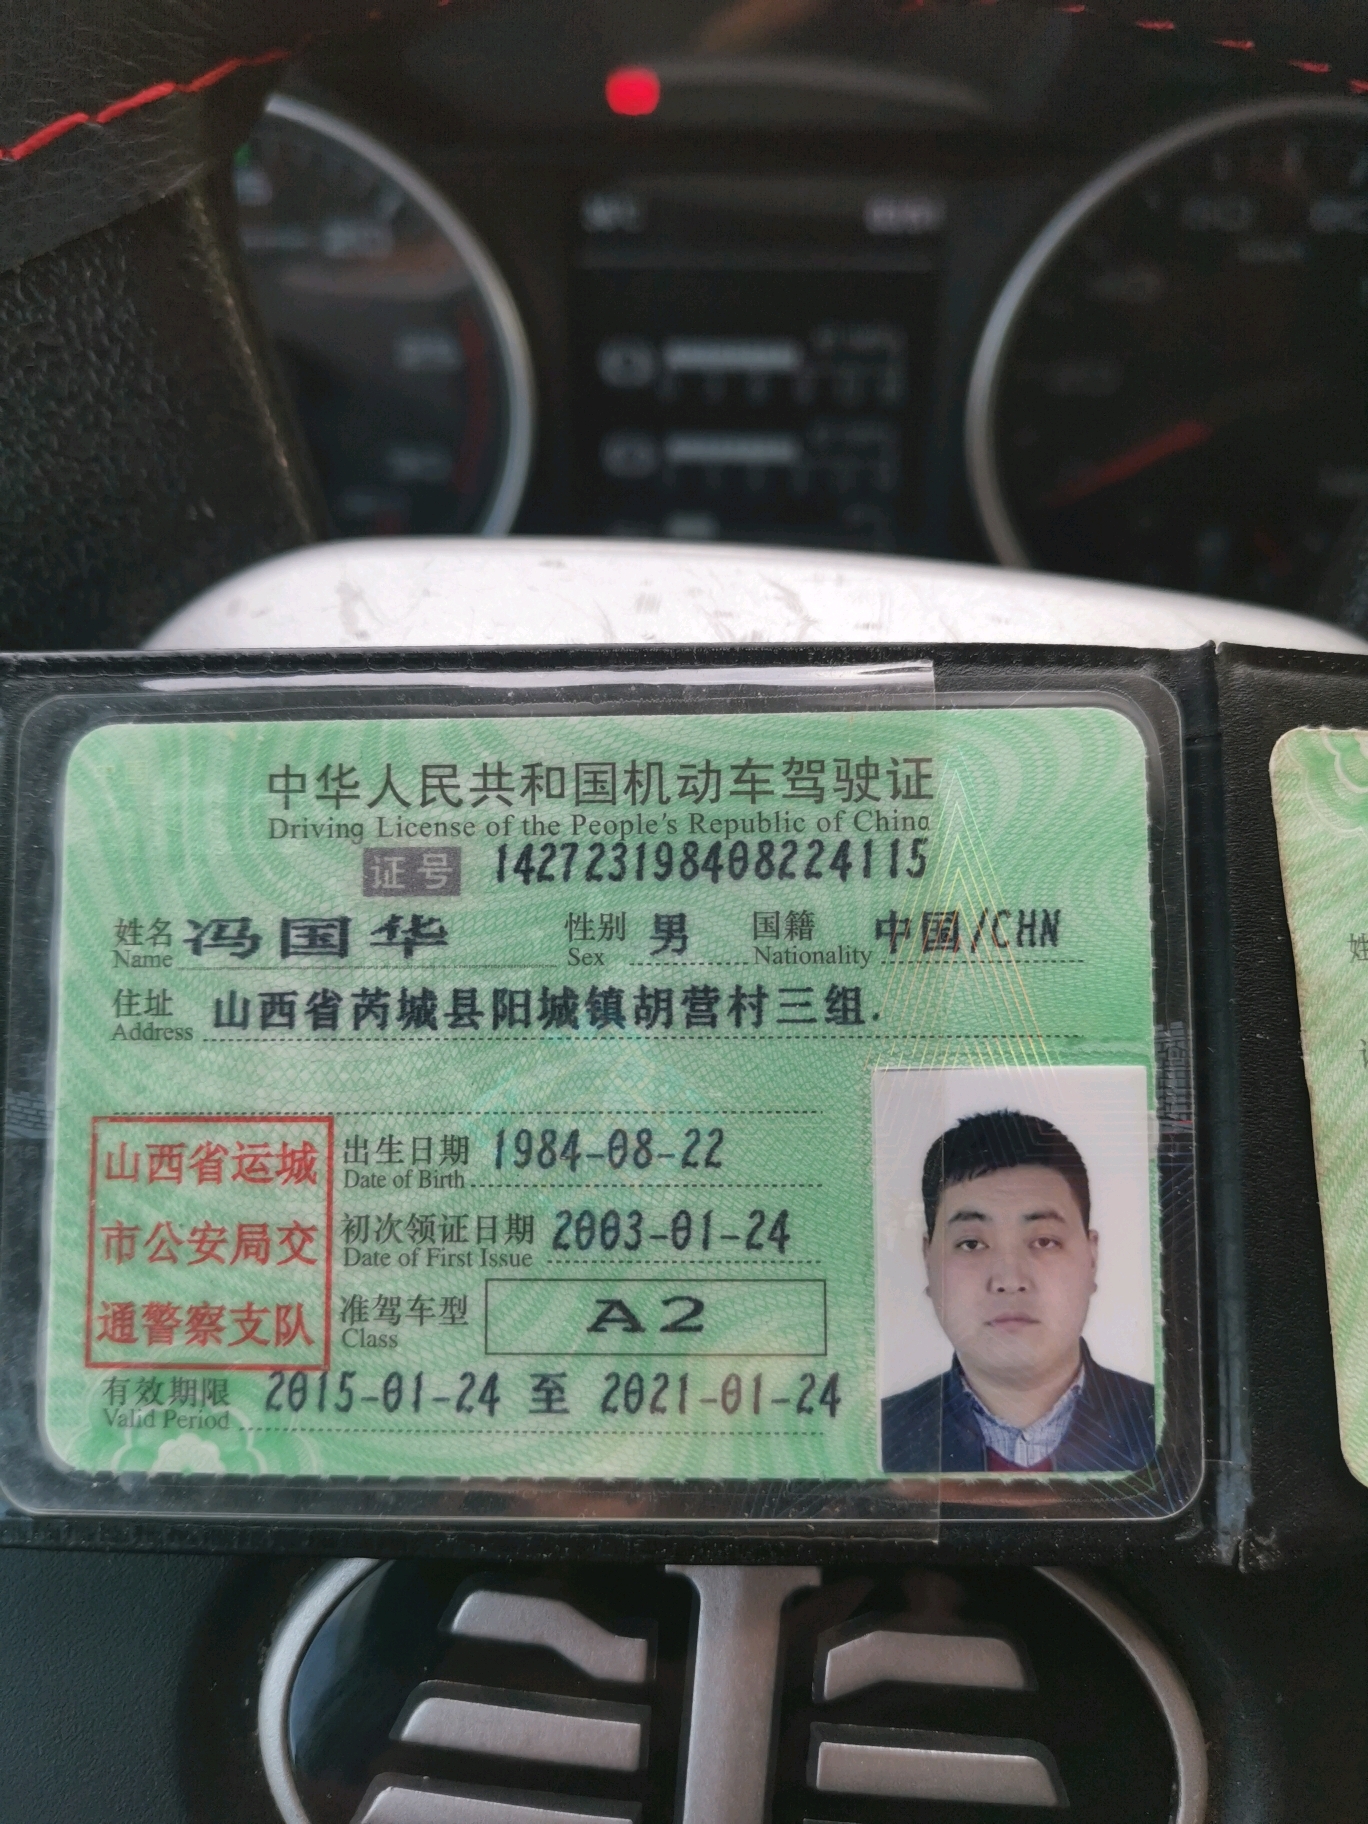 中华人民共和国机动车驾驶证
Driving License of the People's Republic of China
证号 142723198408224115
姓名 冯国华 性别 男 国籍 中国/CHN
Name Sex Nationality
住址 山西省芮城县阳城镇胡营村三组.
Address
山西省运城
市公安局交
通警察支队
出生日期 1984-08-22
Date of Birth
初次领证日期 2003-01-24
Date of First Issue
准驾车型 A2
Class
有效期限 2015-01-24 至 2021-01-24
Valid Period